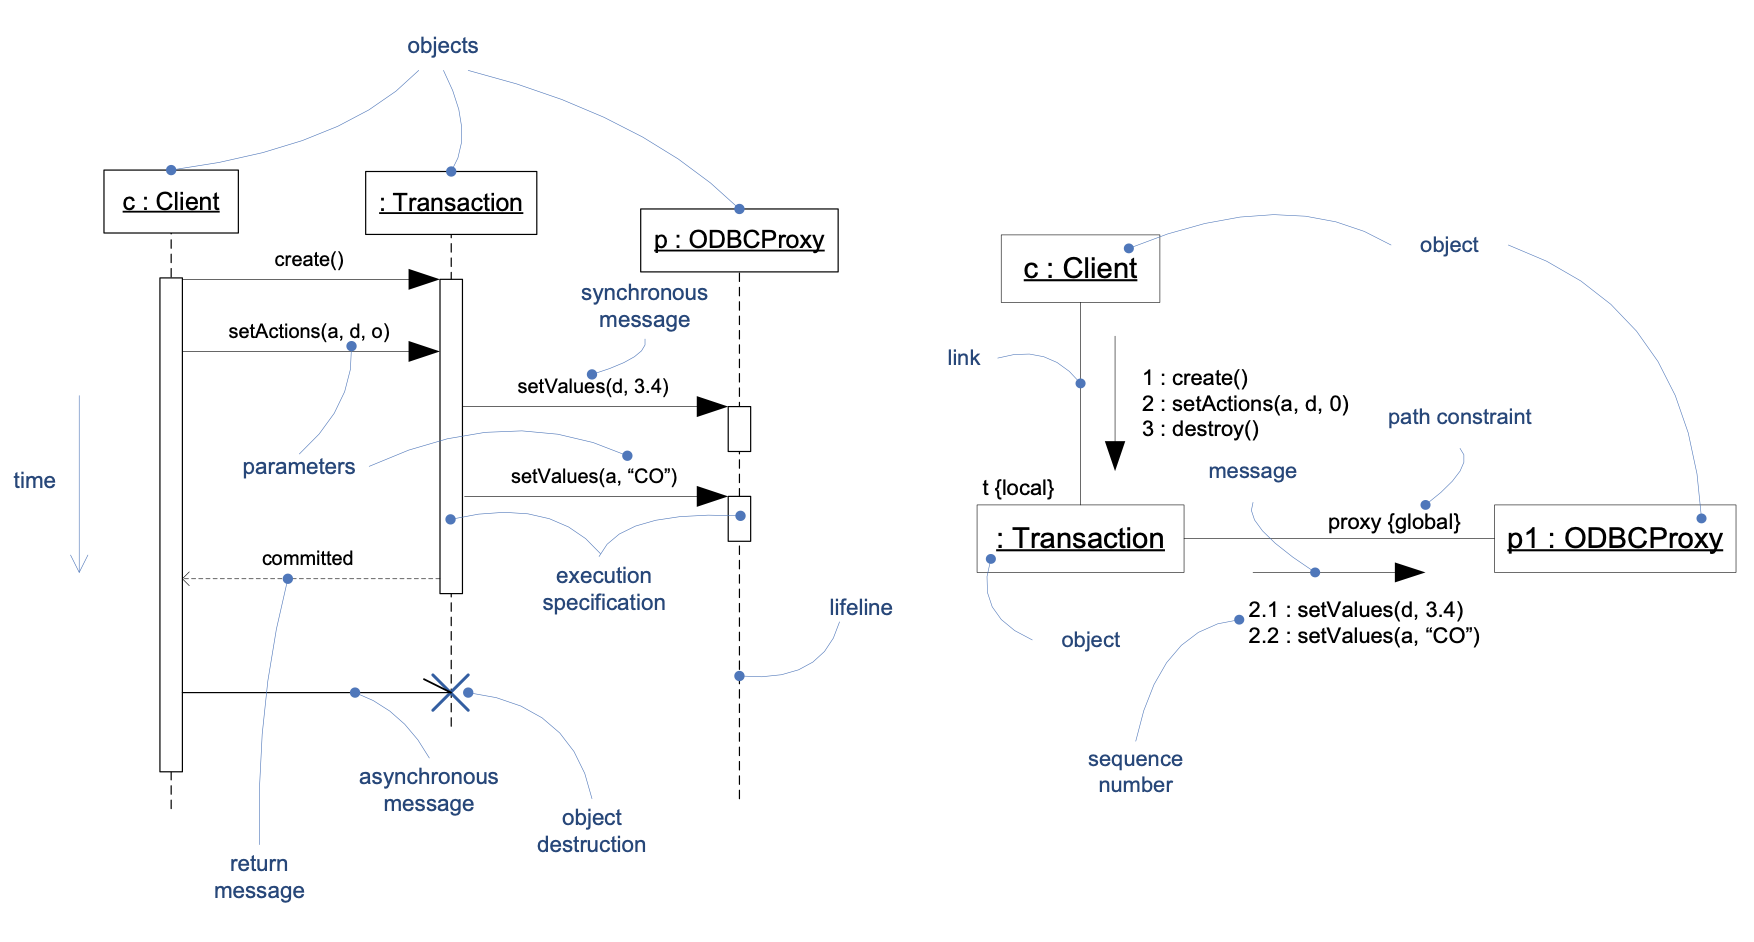 objects
c : Client
: Transaction
p : ODBCProxy
create()
synchronous
message
setActions(a, d, o)
setValues(d, 3.4)
parameters
time
setValues(a, “CO”)
committed
execution
specification
lifeline
asynchronous
message
object
destruction
return
message
object
c : Client
link
1 : create()
2 : setActions(a, d, 0)
3 : destroy()
path constraint
message
t {local}
proxy {global}
: Transaction
p1 : ODBCProxy
2.1 : setValues(d, 3.4)
2.2 : setValues(a, “CO”)
object
sequence
number